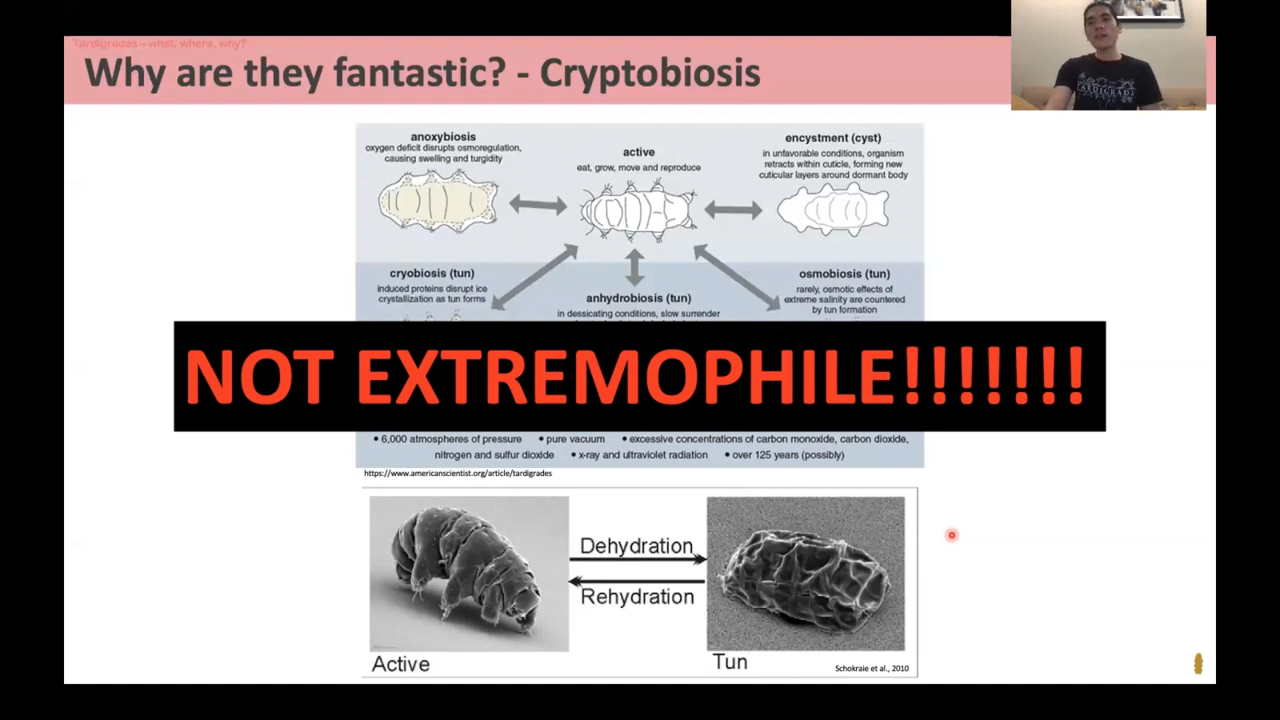 Tardigrades – what, where, why?
Why are they fantastic? - Cryptobiosis
TARDIGRADA
anoxybiosis
oxygen deficit disrupts osmoregulation,
causing swelling and turgidity
active
eat, grow, move and reproduce
encystment (cyst)
in unfavorable conditions, organism
retracts within cuticle, forming new
cuticular layers around dormant body
cryobiosis (tun)
induced proteins disrupt ice
crystallization as tun forms
anhydrobiosis (tun)
in dessicating conditions, slow surrender
osmobiosis (tun)
rarely, osmotic effects of
extreme salinity are countered
by tun formation
NOT EXTREMOPHILE!!!!!!!
• 6,000 atmospheres of pressure • pure vacuum • excessive concentrations of carbon monoxide, carbon dioxide,
nitrogen and sulfur dioxide • x-ray and ultraviolet radiation • over 125 years (possibly)
https://www.americanscientist.org/article/tardigrades
Dehydration
Rehydration
Active
Tun
Schokraie et al., 2010